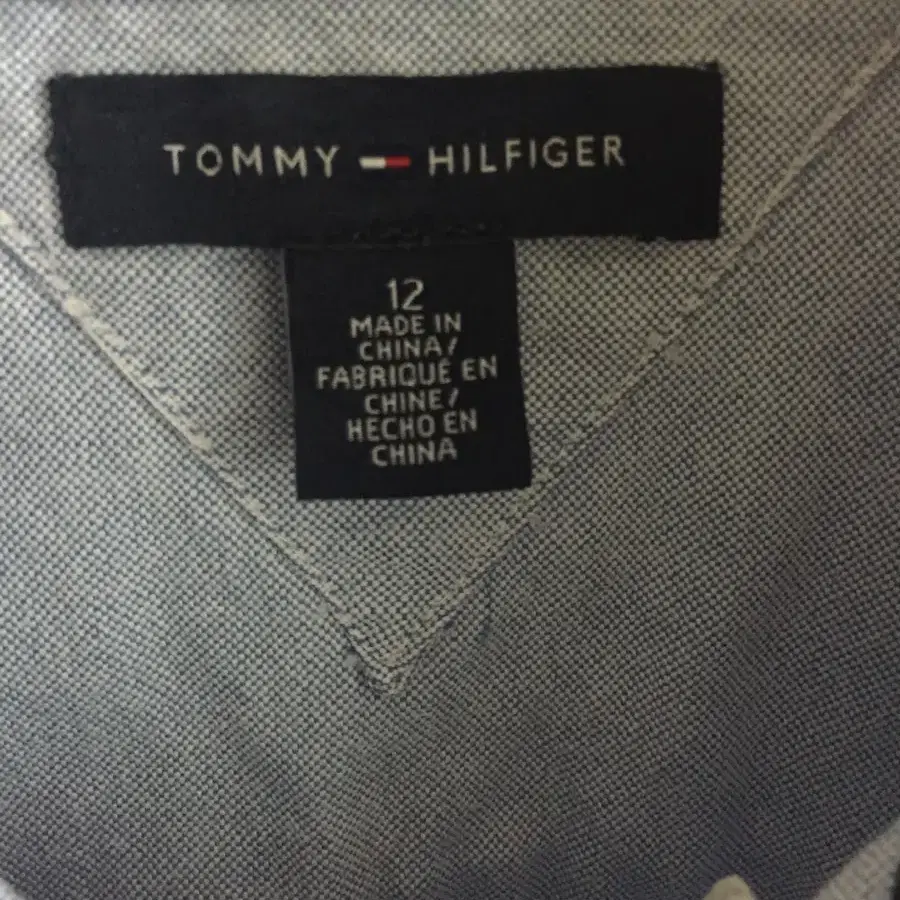 TOMMY HILFIGER
12
MADE IN
CHINA/
FABRIQUÉ EN
CHINE/
HECHO EN
CHINA